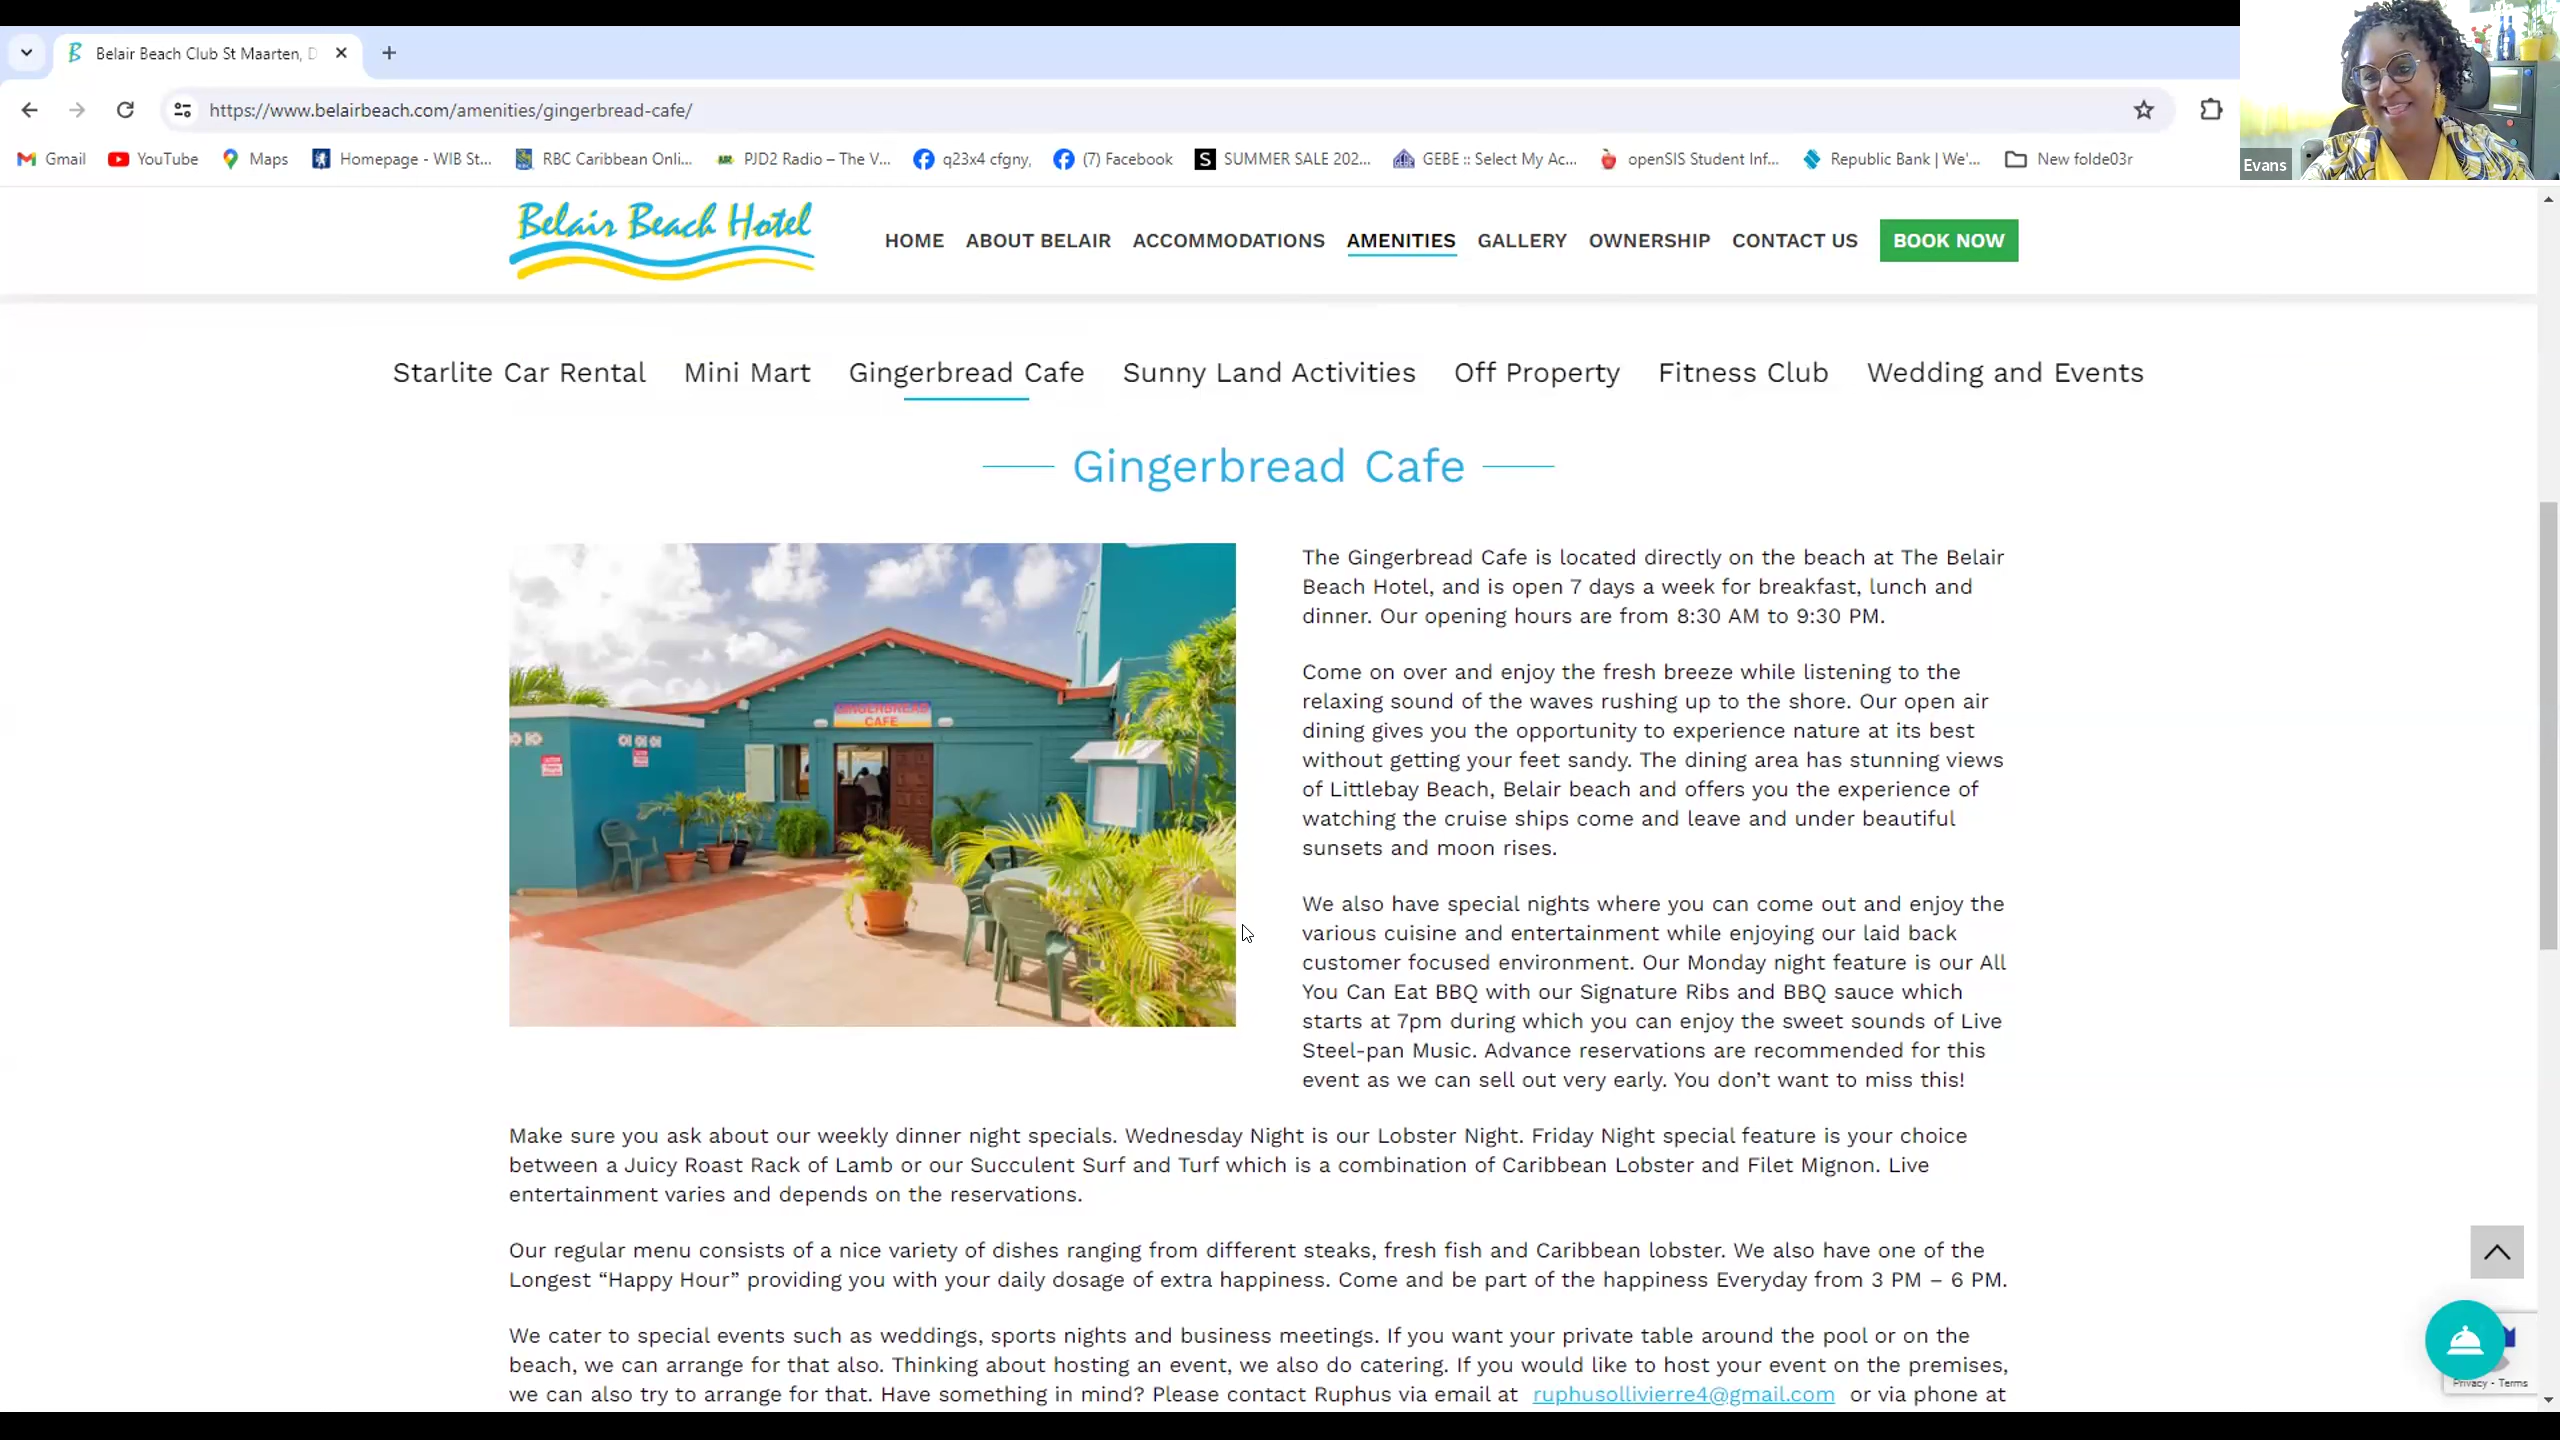 Belair Beach Club St Maarten, D
https://www.belairbeach.com/amenities/gingerbread-cafe/
Gmail YouTube Maps Homepage - WIB St... RBC Caribbean Onli... PJD2 Radio – The V... q23x4 cfgny, (7) Facebook SUMMER SALE 202... GEBE :: Select My Ac... openSIS Student Inf... Republic Bank | We'... New folde03r
Evans
Belair Beach Hotel
HOME ABOUT BELAIR ACCOMMODATIONS AMENITIES GALLERY OWNERSHIP CONTACT US BOOK NOW
Starlite Car Rental Mini Mart Gingerbread Cafe Sunny Land Activities Off Property Fitness Club Wedding and Events
Gingerbread Cafe
GINGERBREAD
CAFE
The Gingerbread Cafe is located directly on the beach at The Belair
Beach Hotel, and is open 7 days a week for breakfast, lunch and
dinner. Our opening hours are from 8:30 AM to 9:30 PM.
Come on over and enjoy the fresh breeze while listening to the
relaxing sound of the waves rushing up to the shore. Our open air
dining gives you the opportunity to experience nature at its best
without getting your feet sandy. The dining area has stunning views
of Littlebay Beach, Belair beach and offers you the experience of
watching the cruise ships come and leave and under beautiful
sunsets and moon rises.
We also have special nights where you can come out and enjoy the
various cuisine and entertainment while enjoying our laid back
customer focused environment. Our Monday night feature is our All
You Can Eat BBQ with our Signature Ribs and BBQ sauce which
starts at 7pm during which you can enjoy the sweet sounds of Live
Steel-pan Music. Advance reservations are recommended for this
event as we can sell out very early. You don’t want to miss this!
Make sure you ask about our weekly dinner night specials. Wednesday Night is our Lobster Night. Friday Night special feature is your choice
between a Juicy Roast Rack of Lamb or our Succulent Surf and Turf which is a combination of Caribbean Lobster and Filet Mignon. Live
entertainment varies and depends on the reservations.
Our regular menu consists of a nice variety of dishes ranging from different steaks, fresh fish and Caribbean lobster. We also have one of the
Longest “Happy Hour” providing you with your daily dosage of extra happiness. Come and be part of the happiness Everyday from 3 PM – 6 PM.
We cater to special events such as weddings, sports nights and business meetings. If you want your private table around the pool or on the
beach, we can arrange for that also. Thinking about hosting an event, we also do catering. If you would like to host your event on the premises,
we can also try to arrange for that. Have something in mind? Please contact Ruphus via email at ruphusollivierre4@gmail.com or via phone at
Privacy - Terms